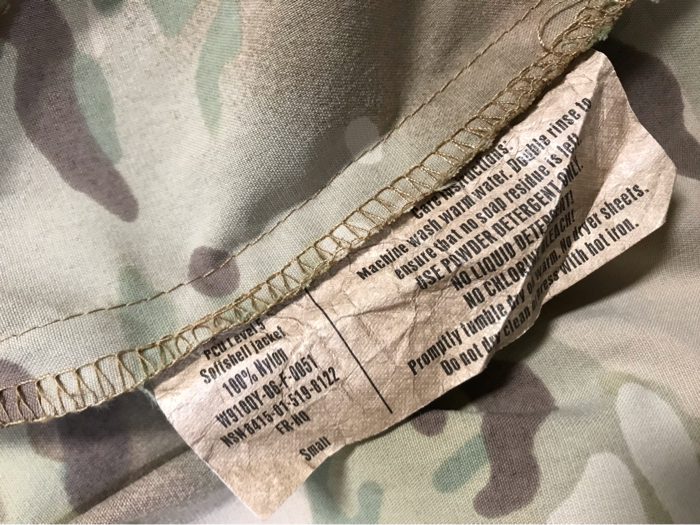 PCU Level 5
Softshell Jacket
100% Nylon
W91QQY-06-F-0051
NSN 8415-01-519-8122
FR-HQ
Small
Care Instructions:
Machine wash warm water. Double rinse to
ensure that no soap residue is left.
USE POWDER DETERGENT ONLY.
NO LIQUID DETERGENT!
NO CHLORINE BLEACH!
Promptly tumble dry warm. No dryer sheets.
Do not dry clean press with hot iron.